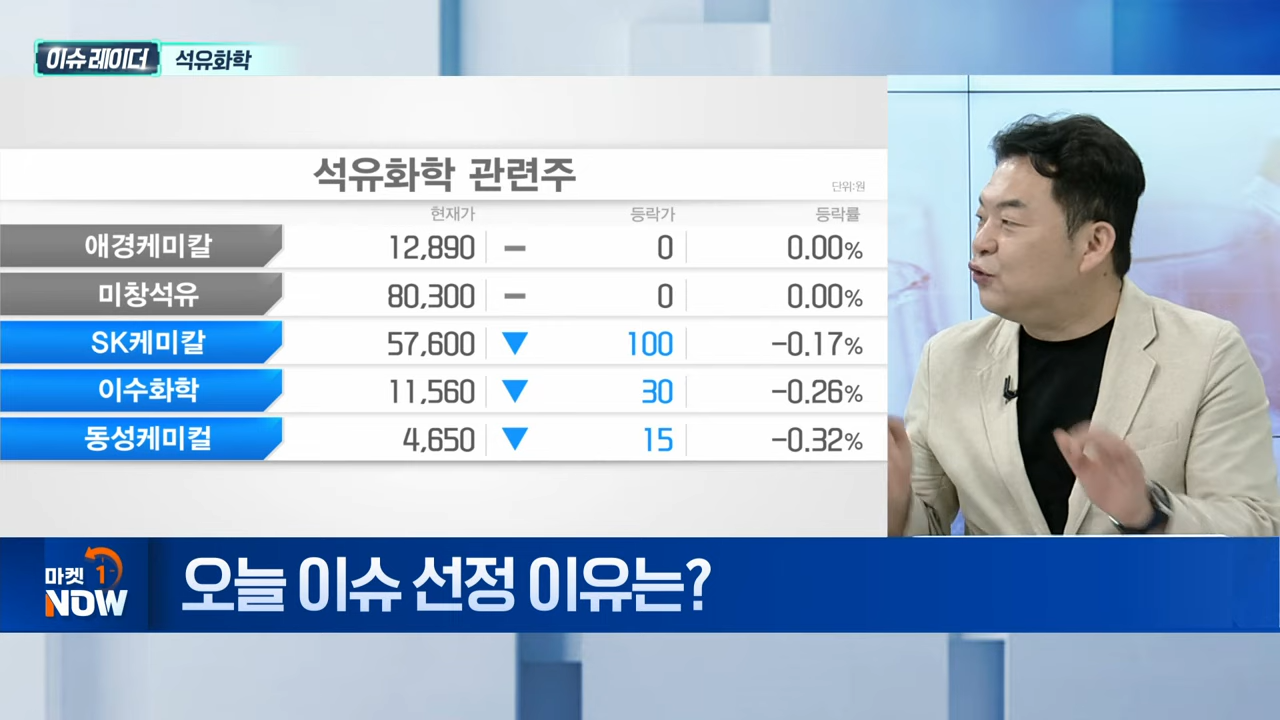 이슈 레이더 석유화학
석유화학 관련주
단위:원
현재가 등락가 등락률
애경케미칼 12,890 ━ 0 0.00%
미창석유 80,300 ━ 0 0.00%
SK케미칼 57,600 ▼ 100 -0.17%
이수화학 11,560 ▼ 30 -0.26%
동성케미컬 4,650 ▼ 15 -0.32%
마켓 1
NOW
오늘 이슈 선정 이유는?